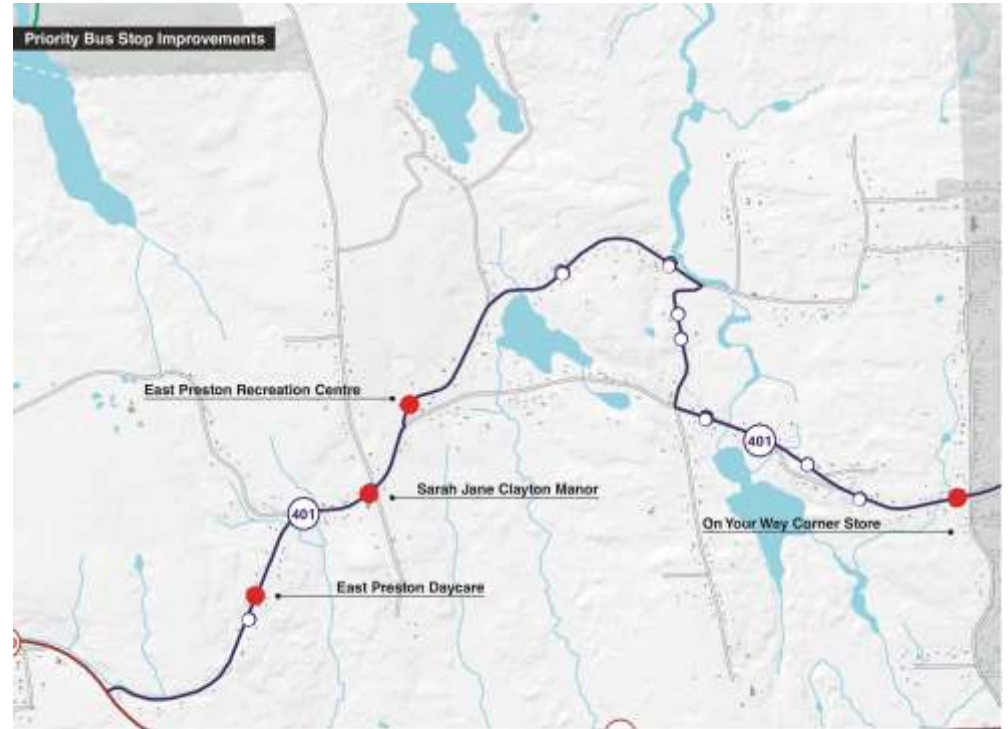 Priority Bus Stop Improvements
East Preston Recreation Centre
401
Sarah Jane Clayton Manor
401
On Your Way Corner Store
East Preston Daycare